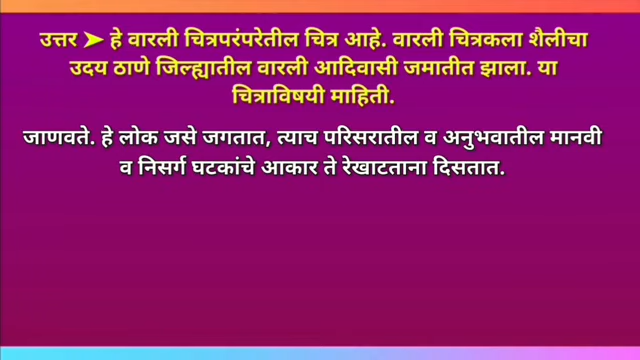 उत्तर ➤ हे वारली चित्रपरंपरेतील चित्र आहे. वारली चित्रकला शैलीचा
उदय ठाणे जिल्ह्यातील वारली आदिवासी जमातीत झाला. या
चित्राविषयी माहिती.
जाणवते. हे लोक जसे जगतात, त्याच परिसरातील व अनुभवातील मानवी
व निसर्ग घटकांचे आकार ते रेखाटताना दिसतात.